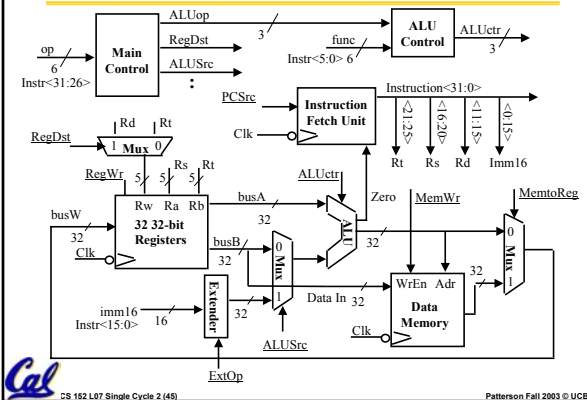 op
6
Instr<31:26>
Main
Control
ALUop
3
RegDst
ALUSrc
:
func
Instr<5:0> 6
ALU
Control
ALUctr
3
PCSrc
Clk
Instruction
Fetch Unit
Instruction<31:0>
<21:25>
<16:20>
<11:15>
<0:15>
Rt
Rs
Rd
Imm16
Rd
Rt
RegDst
1 Mux 0
RegWr
5
5
Rs
5
Rt
busW
32
Clk
Rw Ra Rb
32 32-bit
Registers
busA
32
busB
32
ALUctr
ALU
Zero
32
0
Mux
1
ALUSrc
imm16
Instr<15:0>
16
Extender
32
ExtOp
Data In 32
MemWr
WrEn Adr
Data
Memory
Clk
32
MemtoReg
0
Mux
1
Cal
CS 152 L07 Single Cycle 2 (45)
Patterson Fall 2003 © UCB